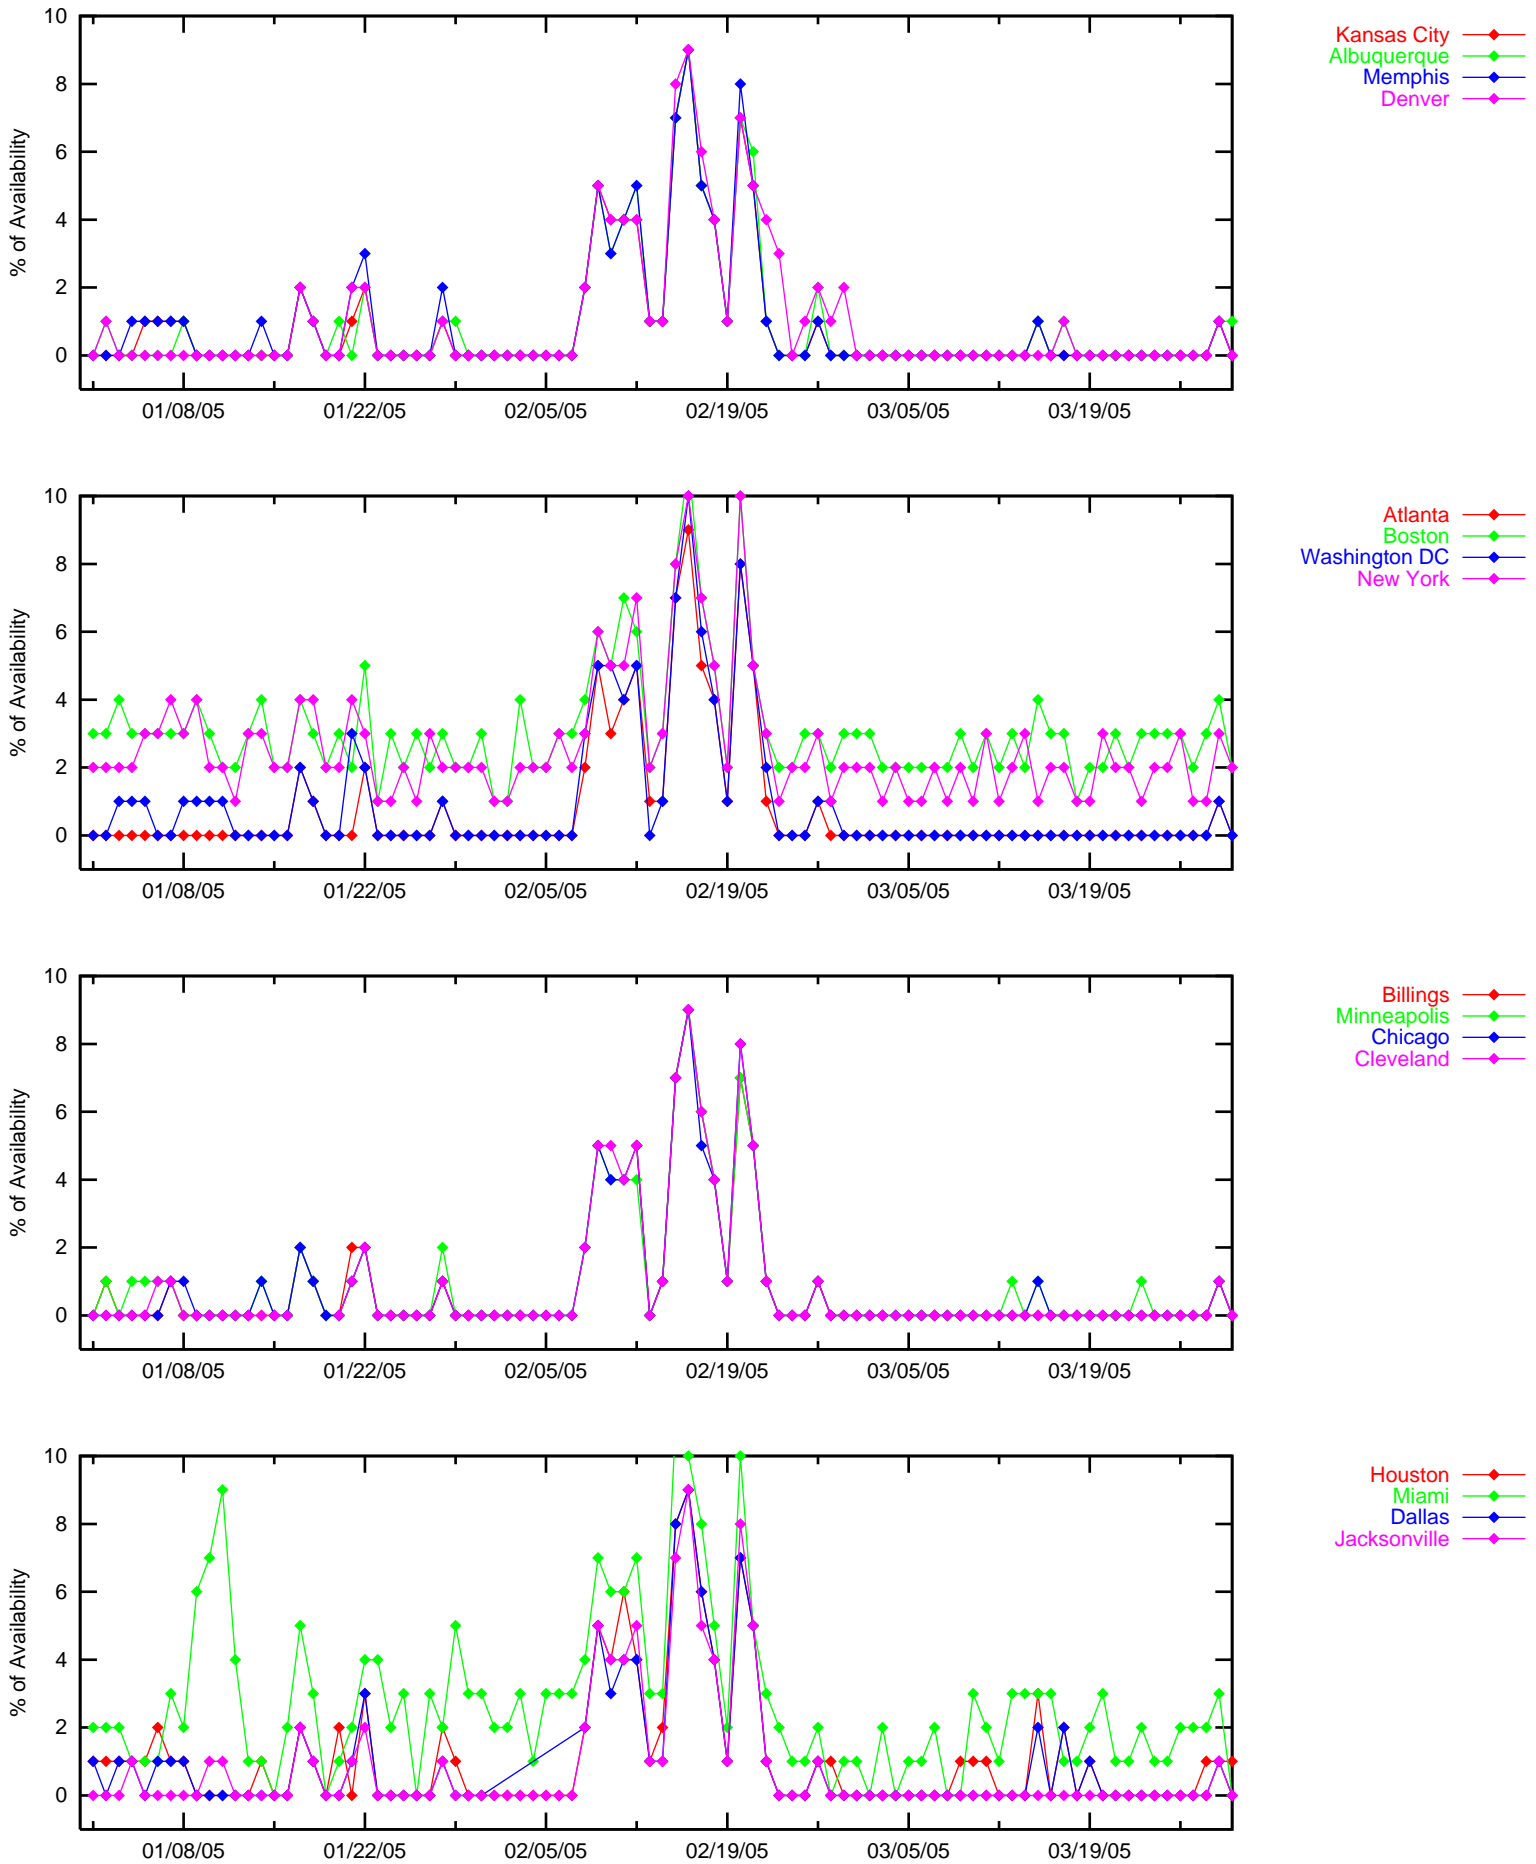 10
8
6
4
2
0
% of Availability
01/08/05 01/22/05 02/05/05 02/19/05 03/05/05 03/19/05
Kansas City
Albuquerque
Memphis
Denver
10
8
6
4
2
0
% of Availability
01/08/05 01/22/05 02/05/05 02/19/05 03/05/05 03/19/05
Atlanta
Boston
Washington DC
New York
10
8
6
4
2
0
% of Availability
01/08/05 01/22/05 02/05/05 02/19/05 03/05/05 03/19/05
Billings
Minneapolis
Chicago
Cleveland
10
8
6
4
2
0
% of Availability
01/08/05 01/22/05 02/05/05 02/19/05 03/05/05 03/19/05
Houston
Miami
Dallas
Jacksonville